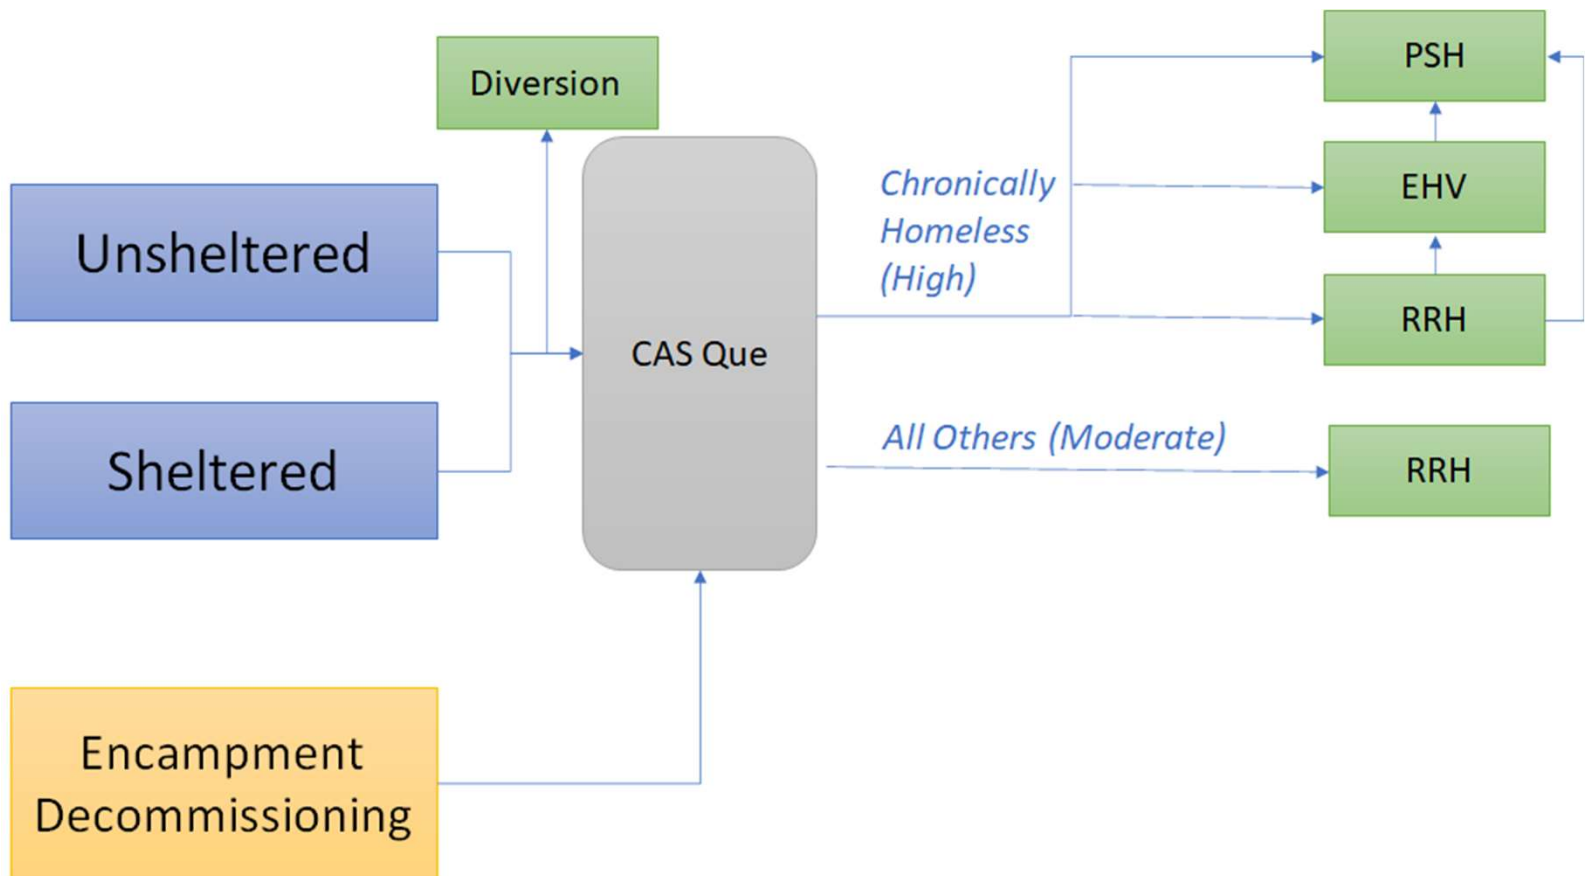 Diversion
Unsheltered
Sheltered
Encampment
Decommissioning
CAS Que
Chronically
Homeless
(High)
All Others (Moderate)
PSH
EHV
RRH
RRH